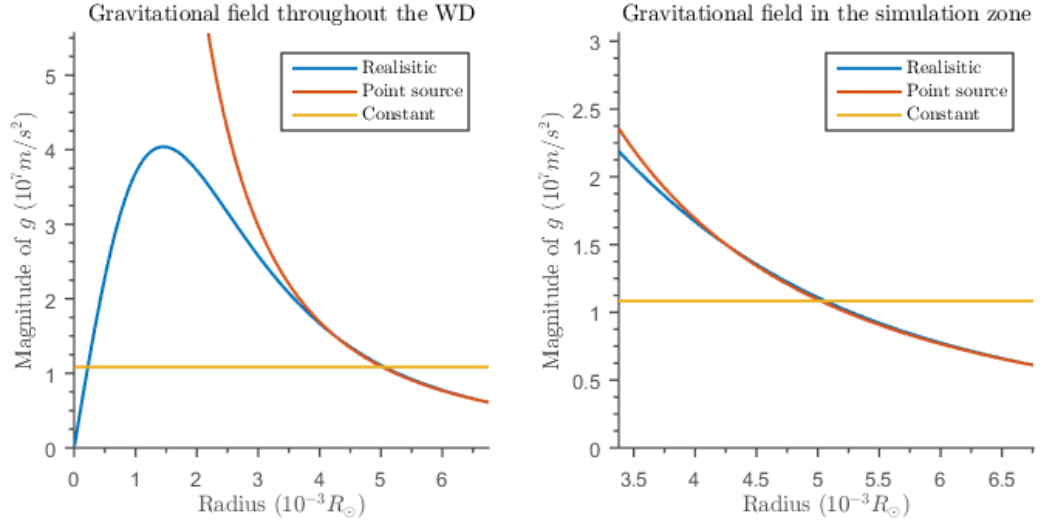 Gravitational field throughout the WD
Realisitic
Point source
Constant
5
4
3
2
1
0
Magnitude of g (10^7 m/s^2)
0 1 2 3 4 5 6
Radius (10^{-3} R_⊙)
Gravitational field in the simulation zone
Realisitic
Point source
Constant
3
2.5
2
1.5
1
0.5
0
Magnitude of g (10^7 m/s^2)
3.5 4 4.5 5 5.5 6 6.5
Radius (10^{-3} R_⊙)